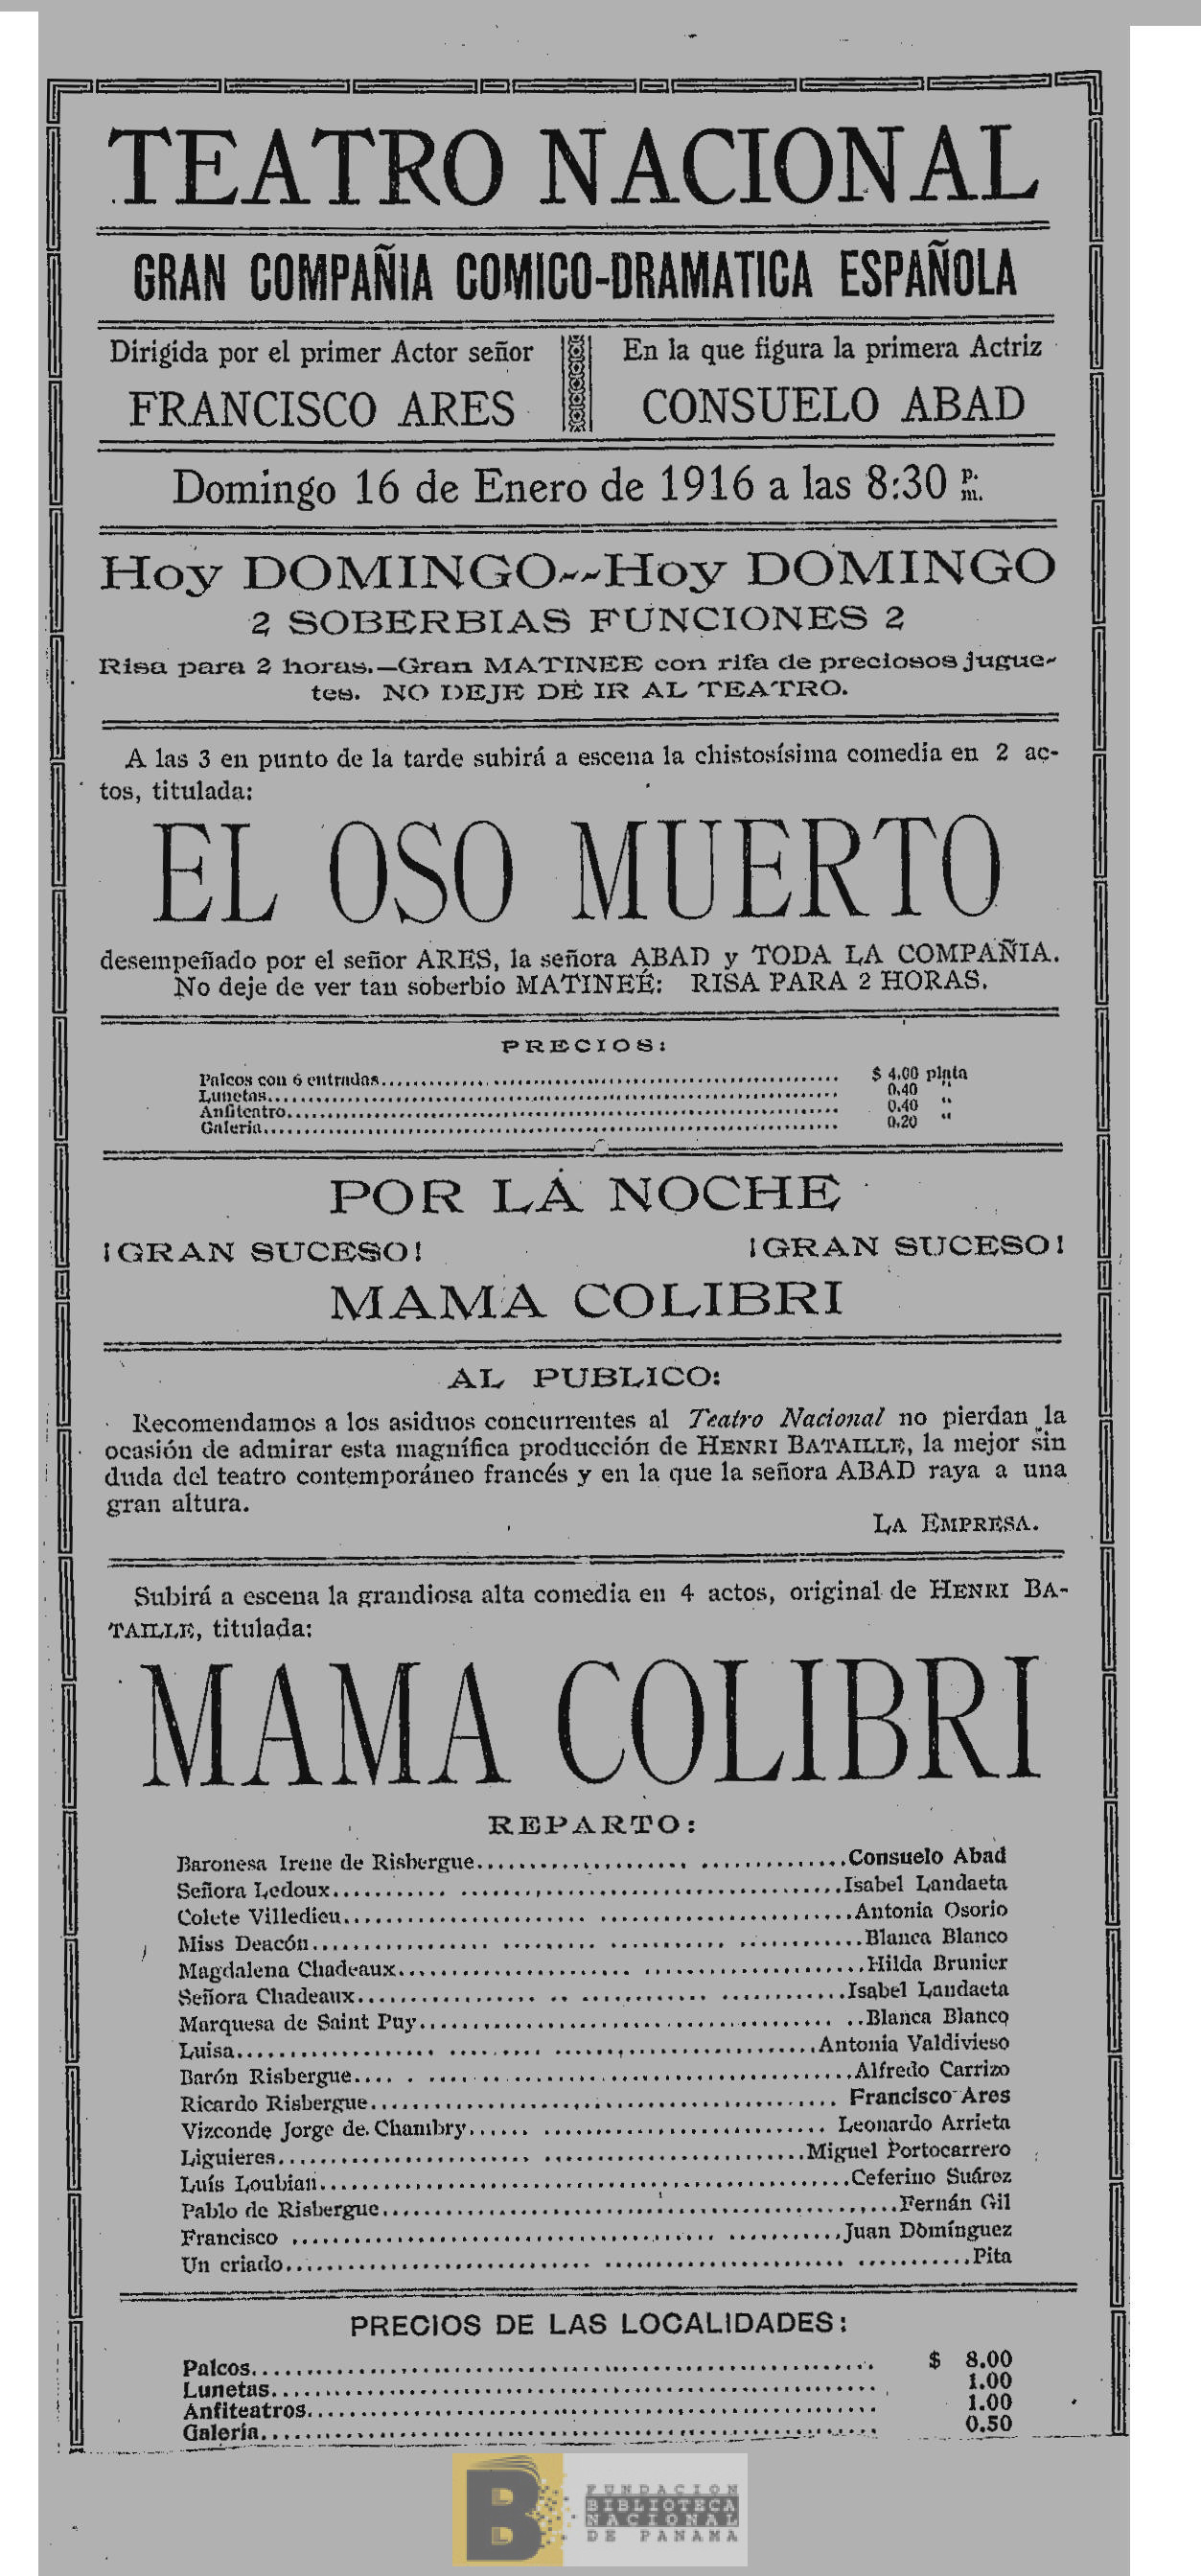 TEATRO NACIONAL
GRAN COMPAÑIA COMICO-DRAMATICA ESPAÑOLA
Dirigida por el primer Actor señor
FRANCISCO ARES
En la que figura la primera Actriz
CONSUELO ABAD
Domingo 16 de Enero de 1916 a las 8:30 p. m.
Hoy DOMINGO--Hoy DOMINGO
2 SOBERBIAS FUNCIONES 2
Risa para 2 horas.—Gran MATINEE con rifa de preciosos jugue-
tes. NO DEJE DE IR AL TEATRO.
A las 3 en punto de la tarde subirá a escena la chistosísima comedia en 2 ac-
tos, titulada:
EL OSO MUERTO
desempeñado por el señor ARES, la señora ABAD y TODA LA COMPAÑIA.
No deje de ver tan soberbio MATINEÉ: RISA PARA 2 HORAS.
PRECIOS:
Palcos con 6 entradas........ $ 4.00 plata
Lunetas........ 0.40 "
Anfiteatro........ 0.40 "
Galeria........ 0.20 "
POR LA NOCHE
¡GRAN SUCESO! ¡GRAN SUCESO!
MAMA COLIBRI
AL PUBLICO:
Recomendamos a los asiduos concurrentes al Teatro Nacional no pierdan la
ocasión de admirar esta magnífica producción de HENRI BATAILLE, la mejor sin
duda del teatro contemporáneo francés y en la que la señora ABAD raya a una
gran altura.
LA EMPRESA.
Subirá a escena la grandiosa alta comedia en 4 actos, original de HENRI BA-
TAILLE, titulada:
MAMA COLIBRI
REPARTO:
Baronesa Irene de Risbergue........Consuelo Abad
Señora Ledoux........Isabel Landaeta
Colete Villedieu........Antonia Osorio
Miss Deacón........Blanca Blanco
Magdalena Chadeaux........Hilda Brunier
Señora Chadeaux........Isabel Landaeta
Marquesa de Saint Puy........Blanca Blanco
Luisa........Antonia Valdivieso
Barón Risbergue........Alfredo Carrizo
Ricardo Risbergue........Francisco Ares
Vizconde Jorge de Chambry........Leonardo Arrieta
Liguieres........Miguel Portocarrero
Luís Loubian........Ceferino Suárez
Pablo de Risbergue........Fernán Gil
Francisco ........Juan Domínguez
Un criado........Pita
PRECIOS DE LAS LOCALIDADES:
Palcos........ $ 8.00
Lunetas........ 1.00
Anfiteatros........ 1.00
Galería........ 0.50
B
FUNDACION
BIBLIOTECA
NACIONAL
DE PANAMA